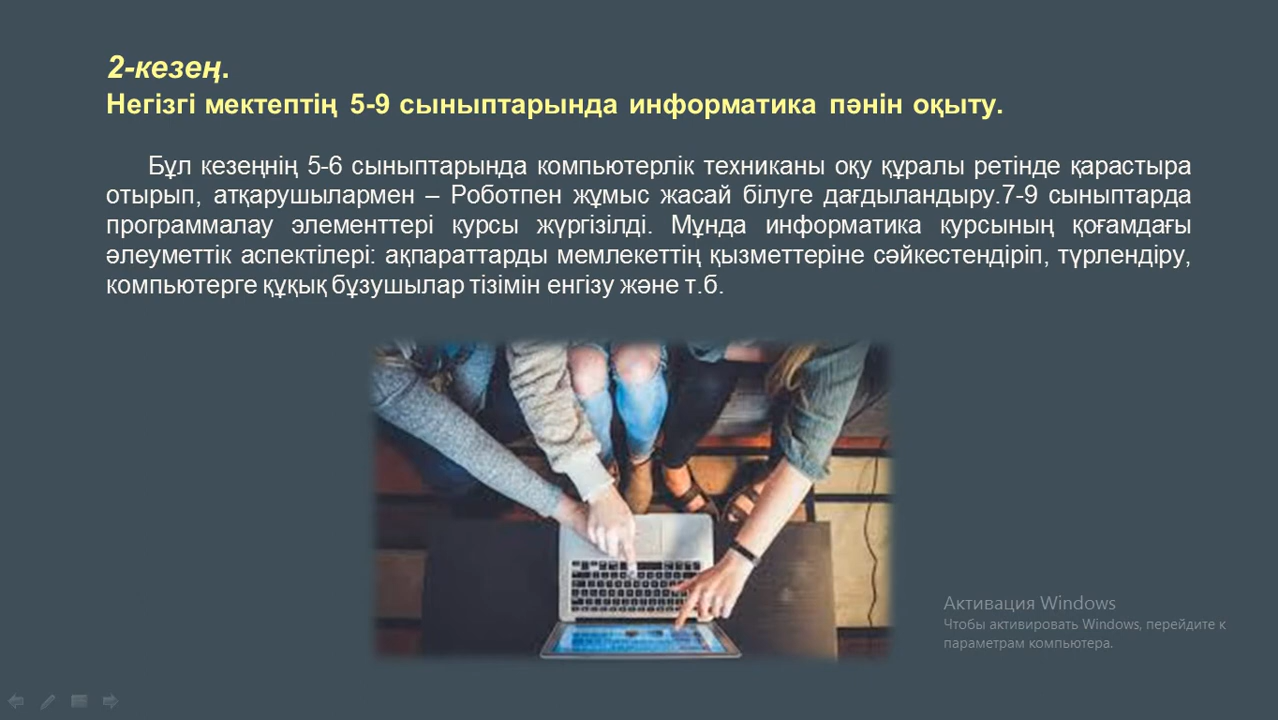 2-кезең.
Негізгі мектептің 5-9 сыныптарында информатика пәнін оқыту.
Бұл кезеңнің 5-6 сыныптарында компьютерлік техниканы оқу құралы ретінде қарастыра
отырып, атқарушылармен – Роботпен жұмыс жасай білуге дағдыландыру.7-9 сыныптарда
программалау элементтері курсы жүргізілді. Мұнда информатика курсының қоғамдағы
әлеуметтік аспектілері: ақпараттарды мемлекеттің қызметтеріне сәйкестендіріп, түрлендіру,
компьютерге құқық бұзушылар тізімін енгізу және т.б.
Активация Windows
Чтобы активировать Windows, перейдите к
параметрам компьютера.